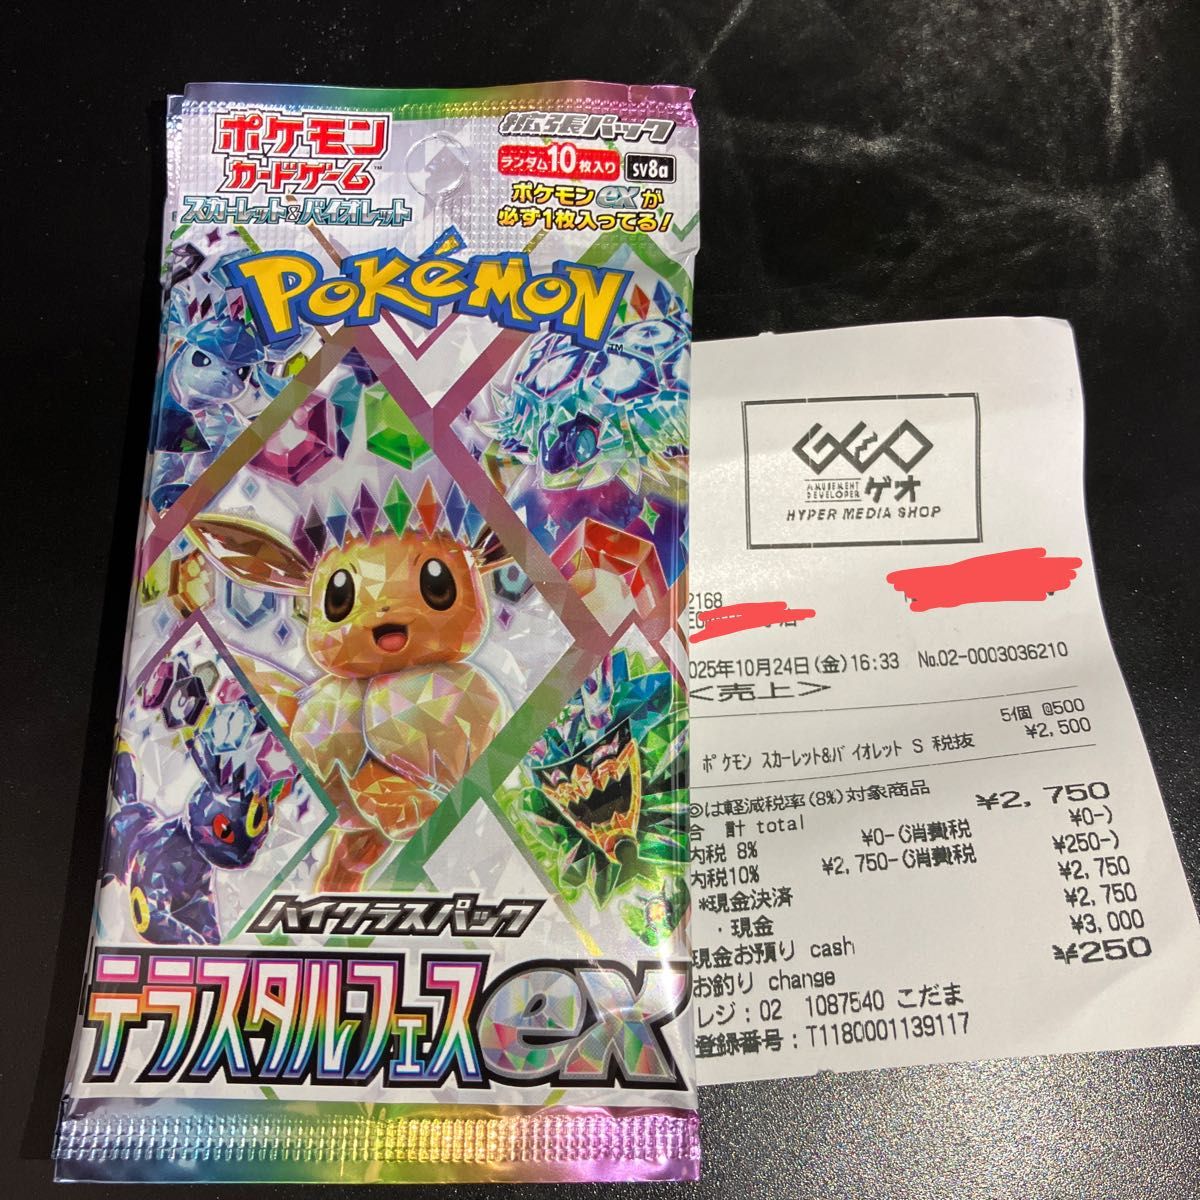 ポケモン
カードゲーム
スカーレット&バイオレット
拡張パック
ランダム10枚入り
sv8a
ポケモンexが
必ず1枚入ってる!
POKéMON
TM
ハイクラスパック
テラスタルフェスex
GEO
AMUSEMENT
DEVELOPER
ゲオ
HYPER MEDIA SHOP
2168
025年10月24日(金)16:33 No.02-0003036210
<売上>
5個 @500
ポケモン スカーレット&バイオレット S 税抜 ¥2,500
◎は軽減税率(8%)対象商品
合 計 total ¥2,750
内税 8% ¥0-(消費税 ¥0-)
内税10% ¥2,750-(消費税 ¥250-)
*現金決済 ¥2,750
・現金 ¥2,750
現金お預り cash ¥3,000
お釣り change ¥250
レジ:02 1087540 こだま
登録番号:T1180001139117